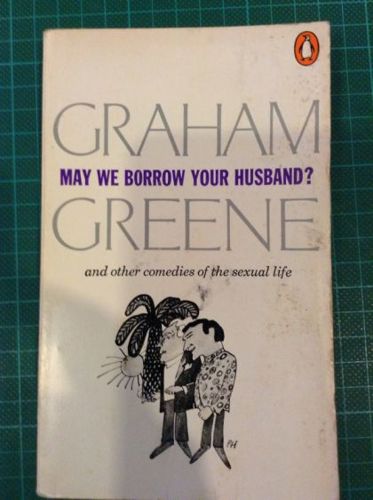 GRAHAM
MAY WE BORROW YOUR HUSBAND?
GREENE
and other comedies of the sexual life
PH